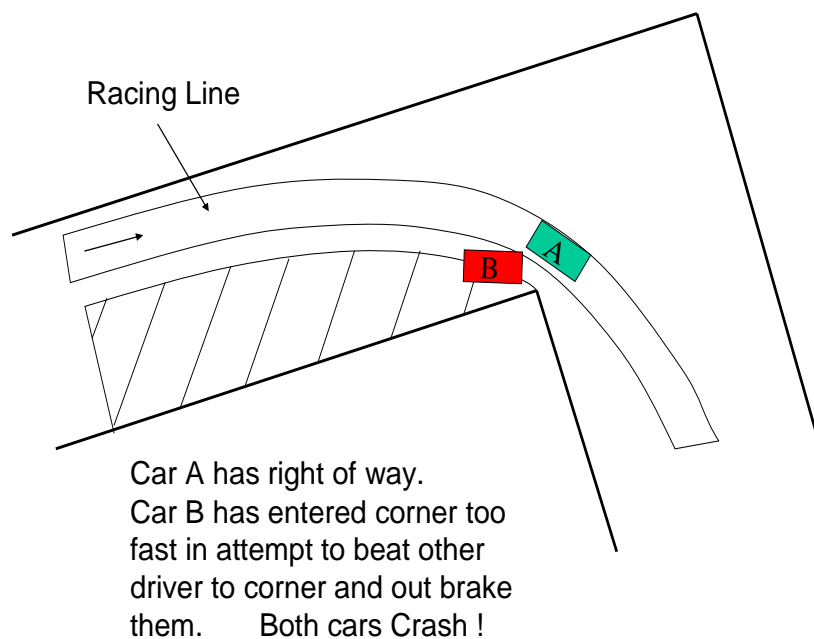 Racing Line
A
B
Car A has right of way.
Car B has entered corner too
fast in attempt to beat other
driver to corner and out brake
them. Both cars Crash !